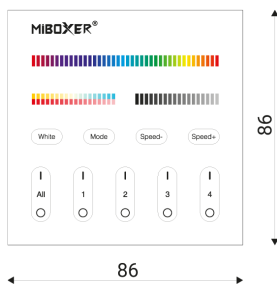 MiBOXER®
White Mode Speed- Speed+
I I I I I
All 1 2 3 4
O O O O O
86
86